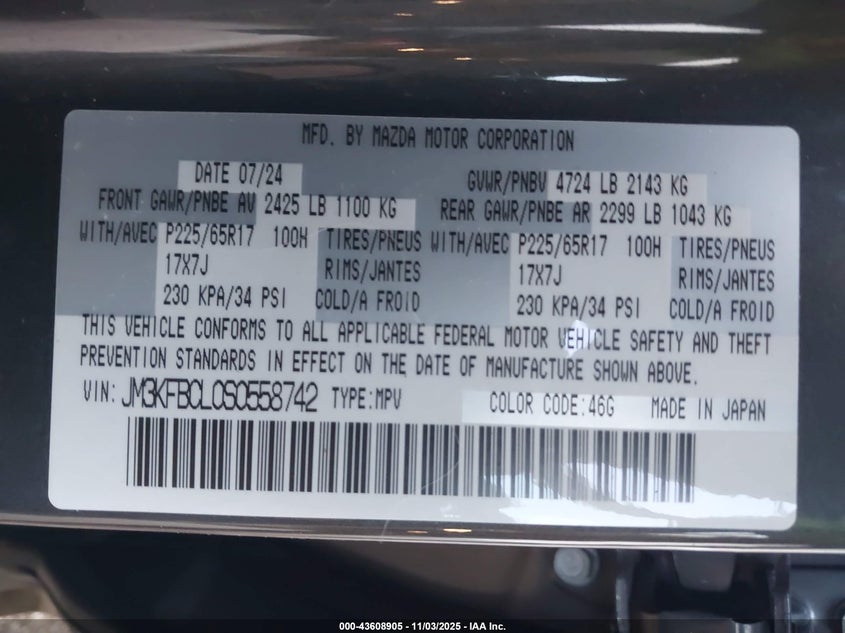 MFD. BY MAZDA MOTOR CORPORATION
DATE 07/24 GVWR/PNBV 4724 LB 2143 KG
FRONT GAWR/PNBE AV 2425 LB 1100 KG REAR GAWR/PNBE AR 2299 LB 1043 KG
WITH/AVEC P225/65R17 100H TIRES/PNEUS WITH/AVEC P225/65R17 100H TIRES/PNEUS
17X7J RIMS/JANTES 17X7J RIMS/JANTES
230 KPA/34 PSI COLD/A FROID 230 KPA/34 PSI COLD/A FROID
THIS VEHICLE CONFORMS TO ALL APPLICABLE FEDERAL MOTOR VEHICLE SAFETY AND THEFT
PREVENTION STANDARDS IN EFFECT ON THE DATE OF MANUFACTURE SHOWN ABOVE.
VIN: JM3KFBCL0S0558742 TYPE:MPV COLOR CODE:46G MADE IN JAPAN
000-43608905 - 11/03/2025 - IAA Inc.